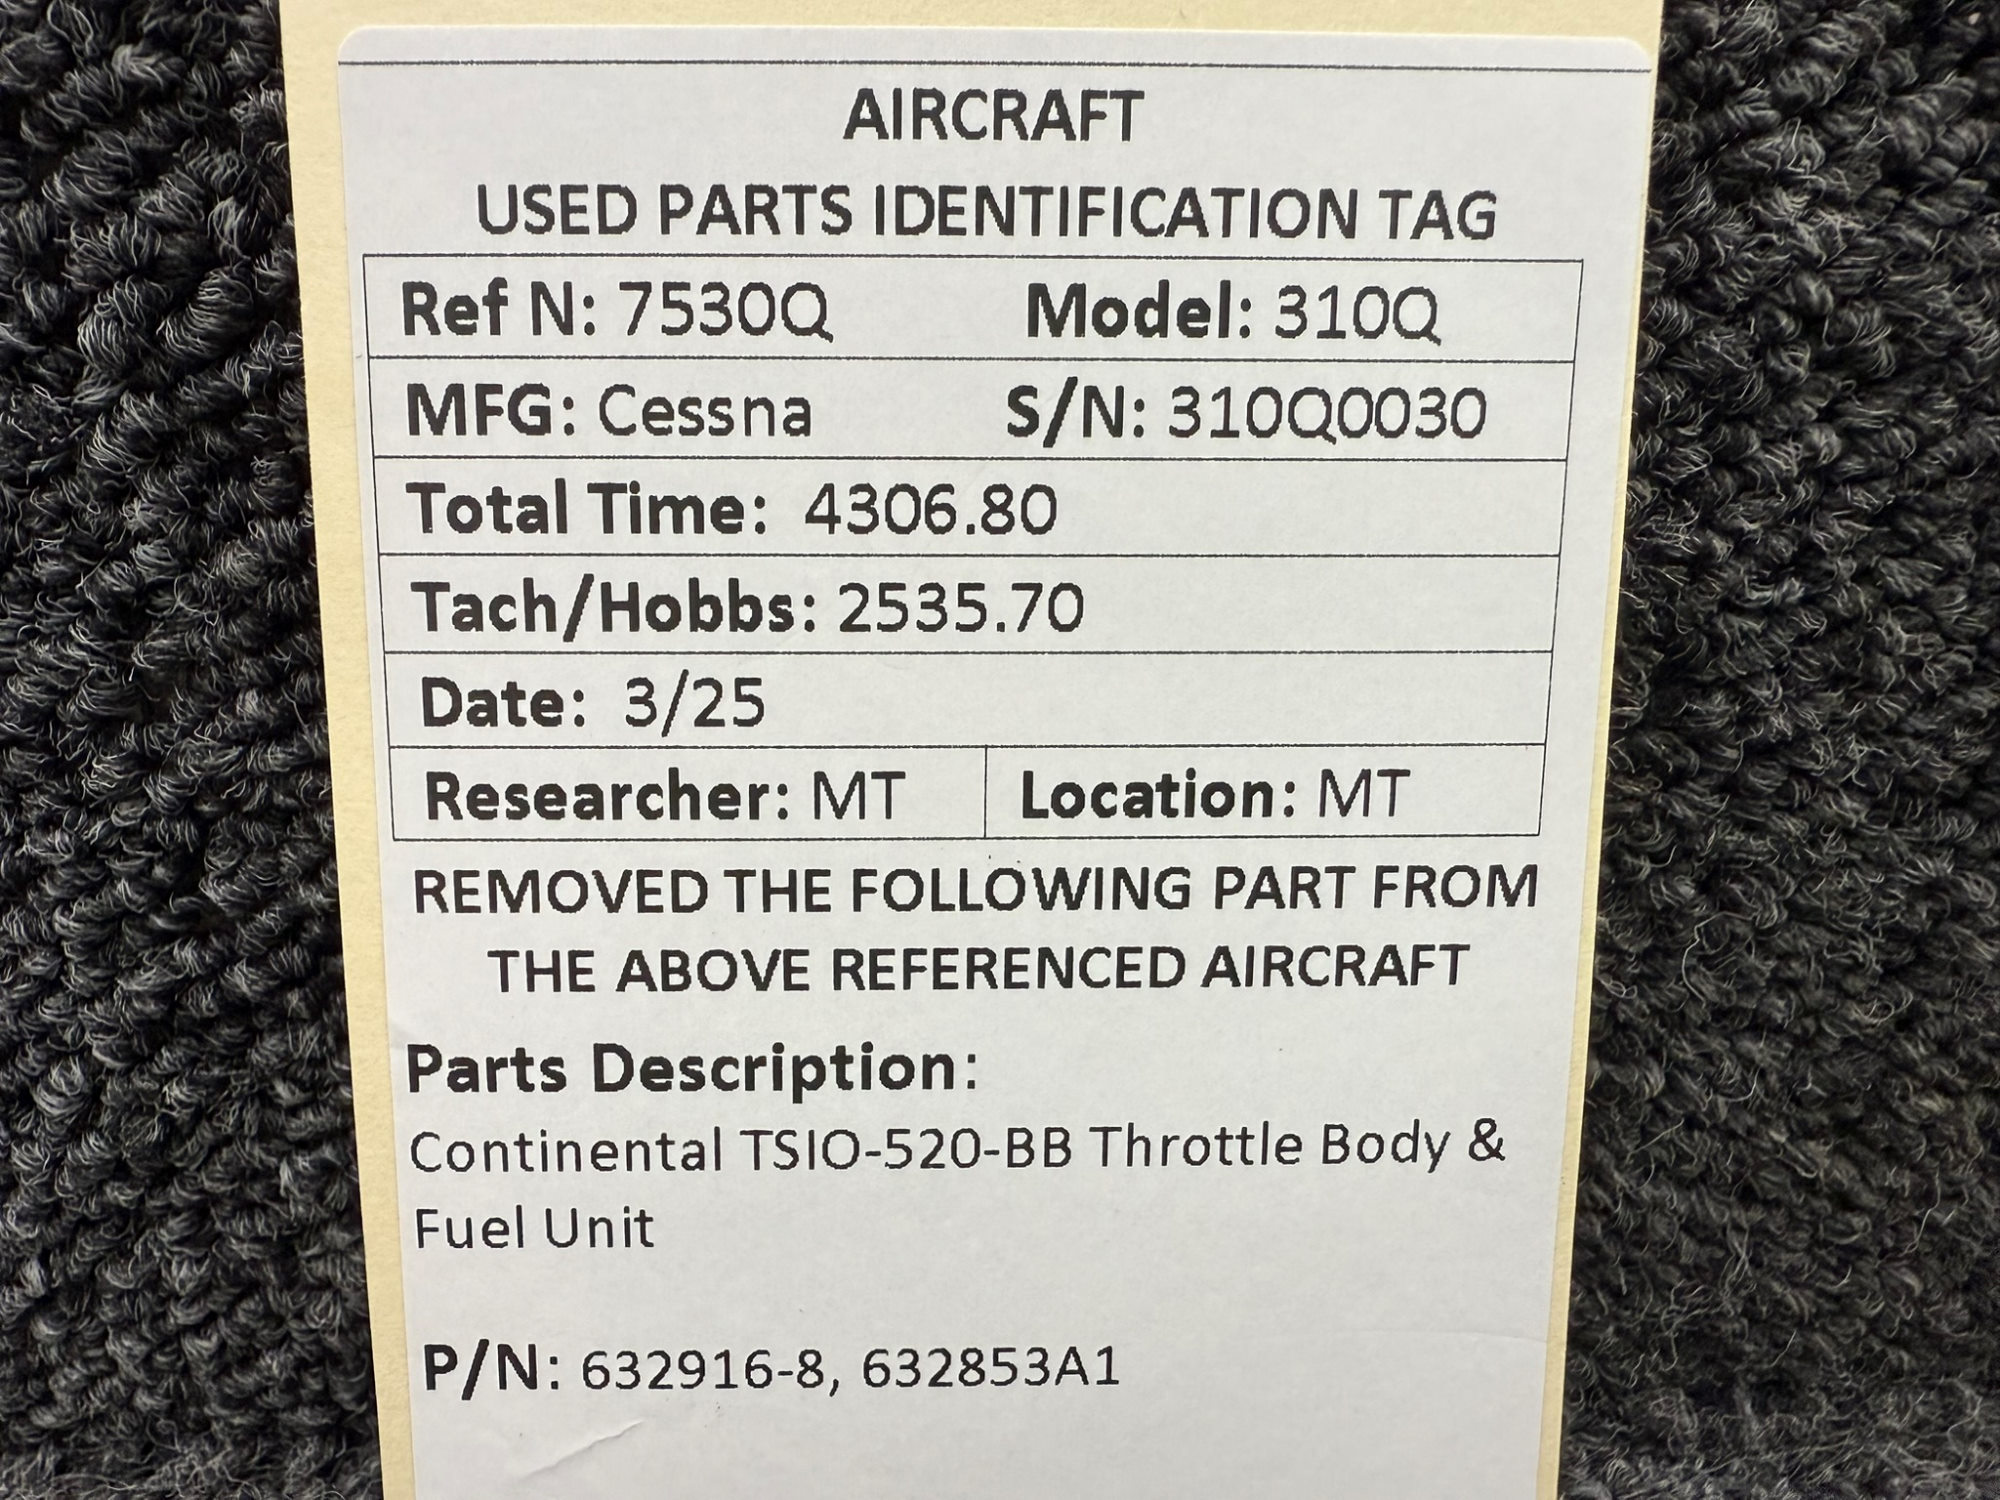 AIRCRAFT
USED PARTS IDENTIFICATION TAG
Ref N: 7530Q Model: 310Q
MFG: Cessna S/N: 310Q0030
Total Time: 4306.80
Tach/Hobbs: 2535.70
Date: 3/25
Researcher: MT Location: MT
REMOVED THE FOLLOWING PART FROM
THE ABOVE REFERENCED AIRCRAFT
Parts Description:
Continental TSIO-520-BB Throttle Body &
Fuel Unit
P/N: 632916-8, 632853A1